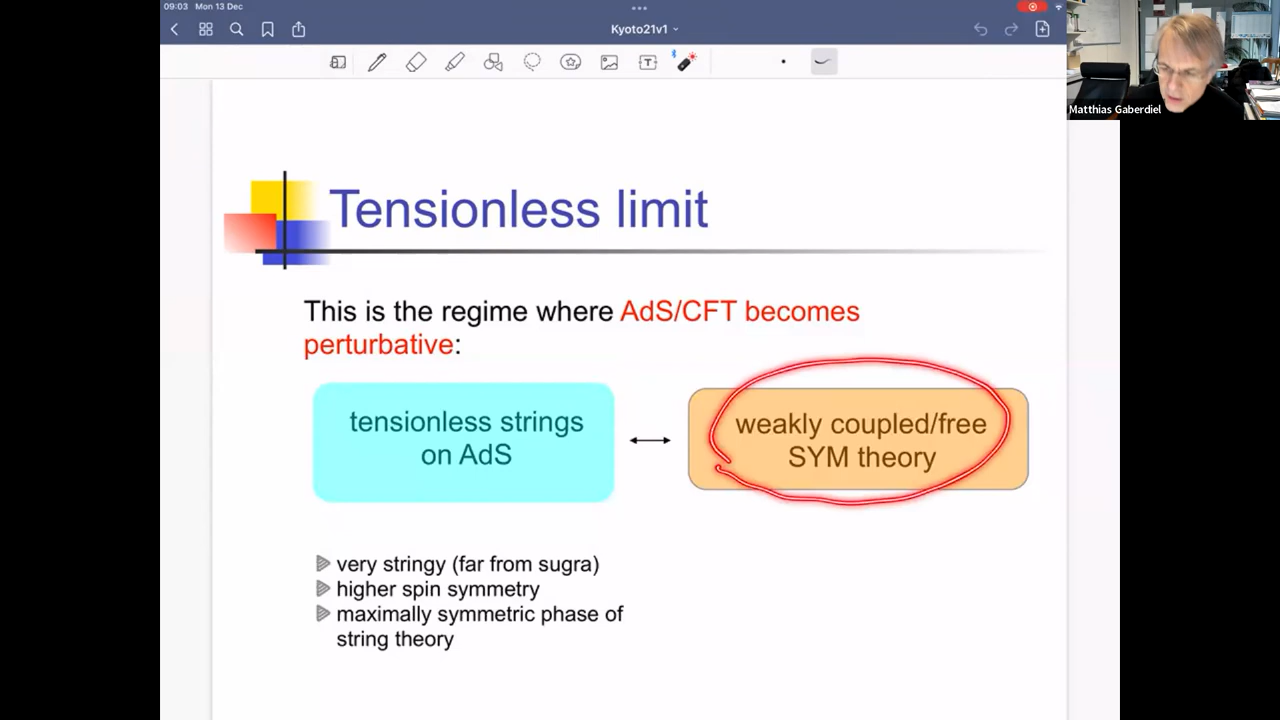 09:03 Mon 13 Dec
Kyoto21v1
Matthias Gaberdiel
Tensionless limit
This is the regime where AdS/CFT becomes
perturbative:
tensionless strings
on AdS
weakly coupled/free
SYM theory
very stringy (far from sugra)
higher spin symmetry
maximally symmetric phase of
string theory